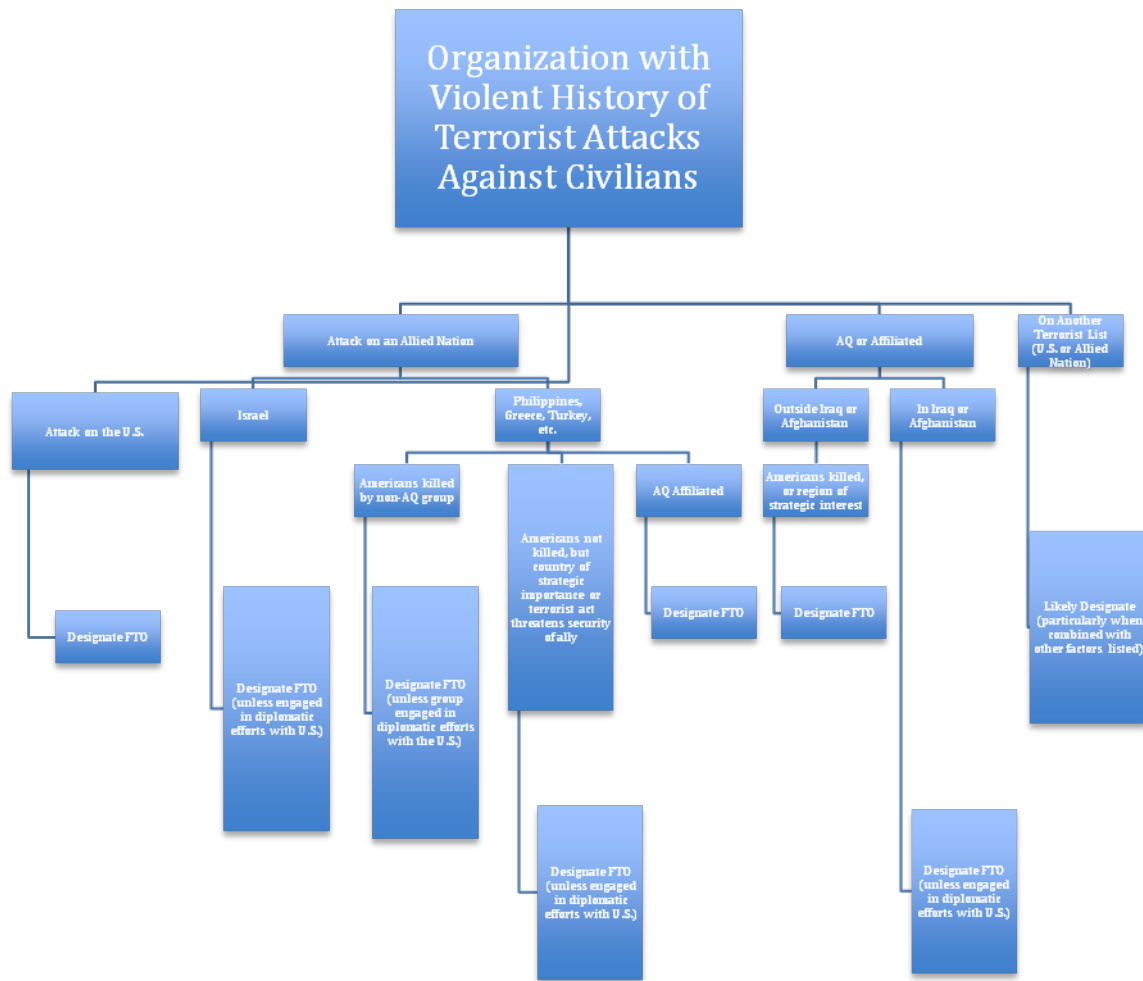 Organization with
Violent History of
Terrorist Attacks
Against Civilians
Attack on an Allied Nation
AQ or Affiliated
On Another
Terrorist List
(U.S. or Allied
Nation)
Attack on the U.S.
Israel
Philippines,
Greece, Turkey,
etc.
Outside Iraq or
Afghanistan
In Iraq or
Afghanistan
Americans killed
by non-AQ group
Americans not
killed, but
country of
strategic
importance or
terrorist act
threatens security
of ally
AQ Affiliated
Americans killed,
or region of
strategic interest
Designate FTO
Designate FTO
(unless engaged
in diplomatic
efforts with U.S.)
Designate FTO
(unless group
engaged in
diplomatic efforts
with the U.S.)
Designate FTO
Designate FTO
Likely Designate
(particularly when
combined with
other factors listed)
Designate FTO
(unless engaged
in diplomatic
efforts with U.S.)
Designate FTO
(unless engaged
in diplomatic
efforts with U.S.)